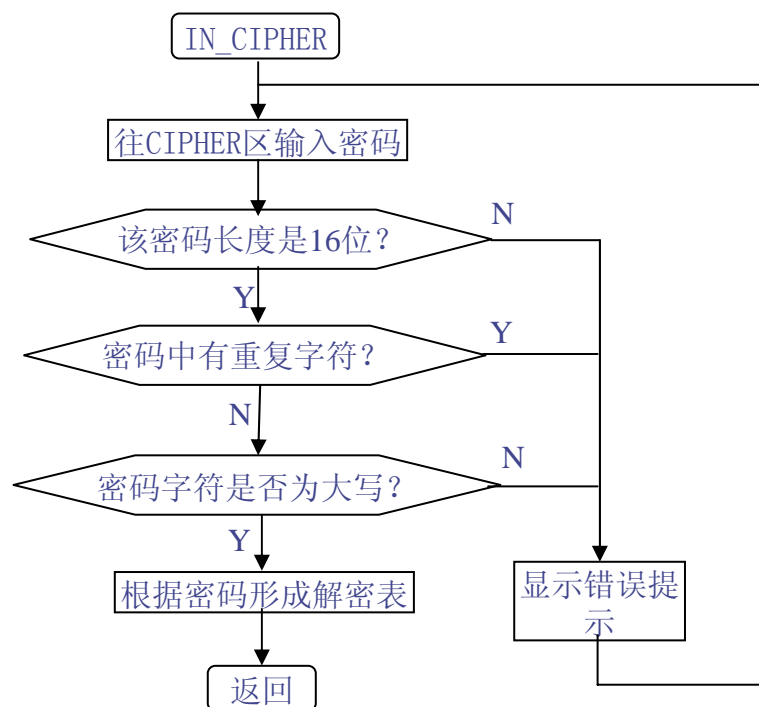 IN_CIPHER
往CIPHER区输入密码
该密码长度是16位?
N
Y
密码中有重复字符?
Y
N
密码字符是否为大写?
N
Y
根据密码形成解密表
显示错误提
示
返回